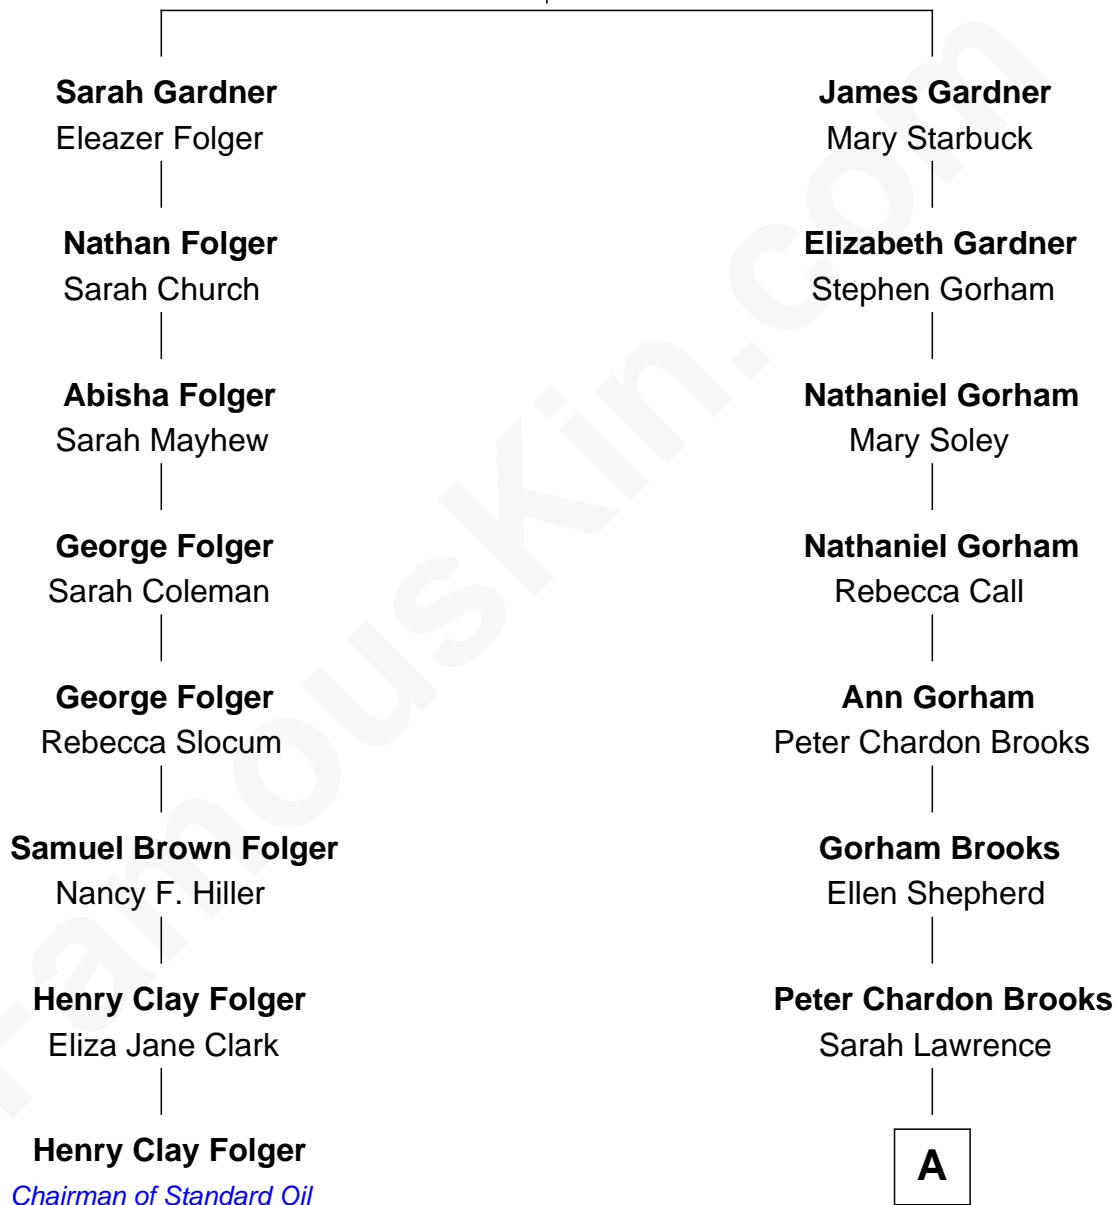 Sarah Gardner
Eleazer Folger
James Gardner
Mary Starbuck
Nathan Folger
Sarah Church
Elizabeth Gardner
Stephen Gorham
Abisha Folger
Sarah Mayhew
Nathaniel Gorham
Mary Soley
George Folger
Sarah Coleman
Nathaniel Gorham
Rebecca Call
George Folger
Rebecca Slocum
Ann Gorham
Peter Chardon Brooks
Samuel Brown Folger
Nancy F. Hiller
Gorham Brooks
Ellen Shepherd
Henry Clay Folger
Eliza Jane Clark
Peter Chardon Brooks
Sarah Lawrence
Henry Clay Folger
Chairman of Standard Oil
A
FamousKin.com